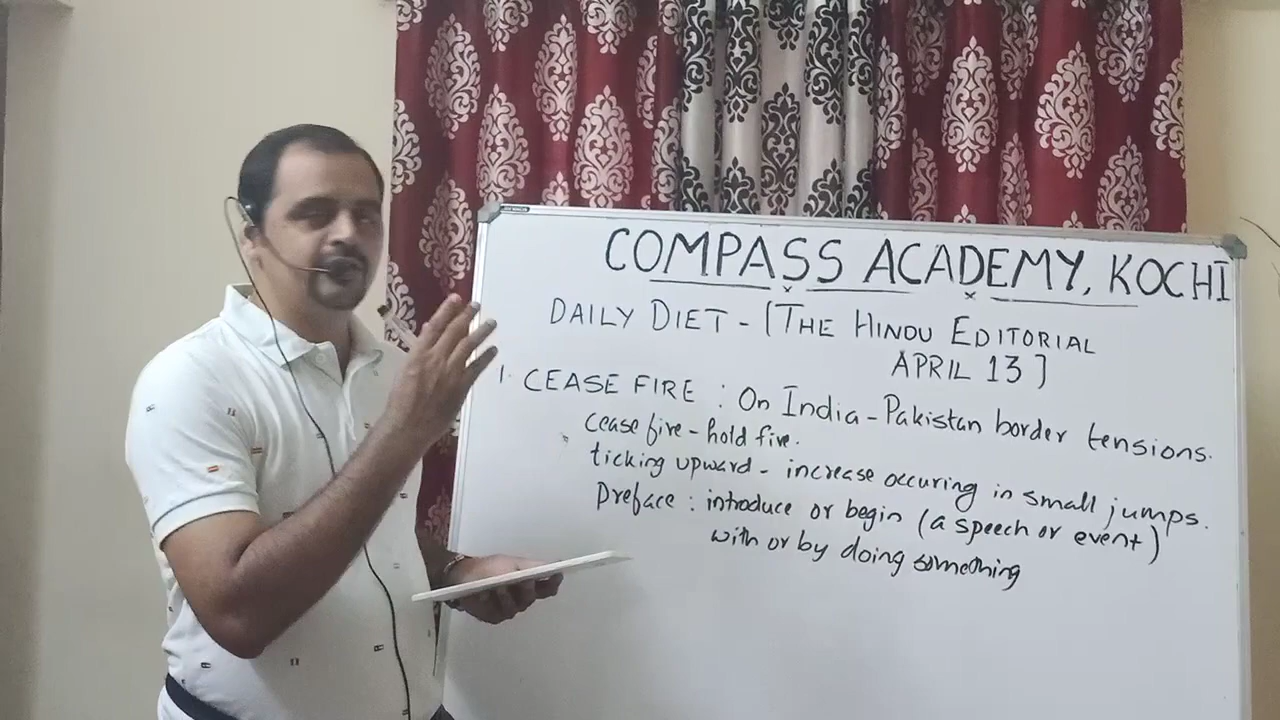 COMPASS ACADEMY, KOCHI
DAILY DIET - [THE HINDU EDITORIAL
APRIL 13]
1. CEASE FIRE : On India-Pakistan border tensions.
cease fire - hold fire.
ticking upward - increase occuring in small jumps.
Preface : introduce or begin (a speech or event)
with or by doing something